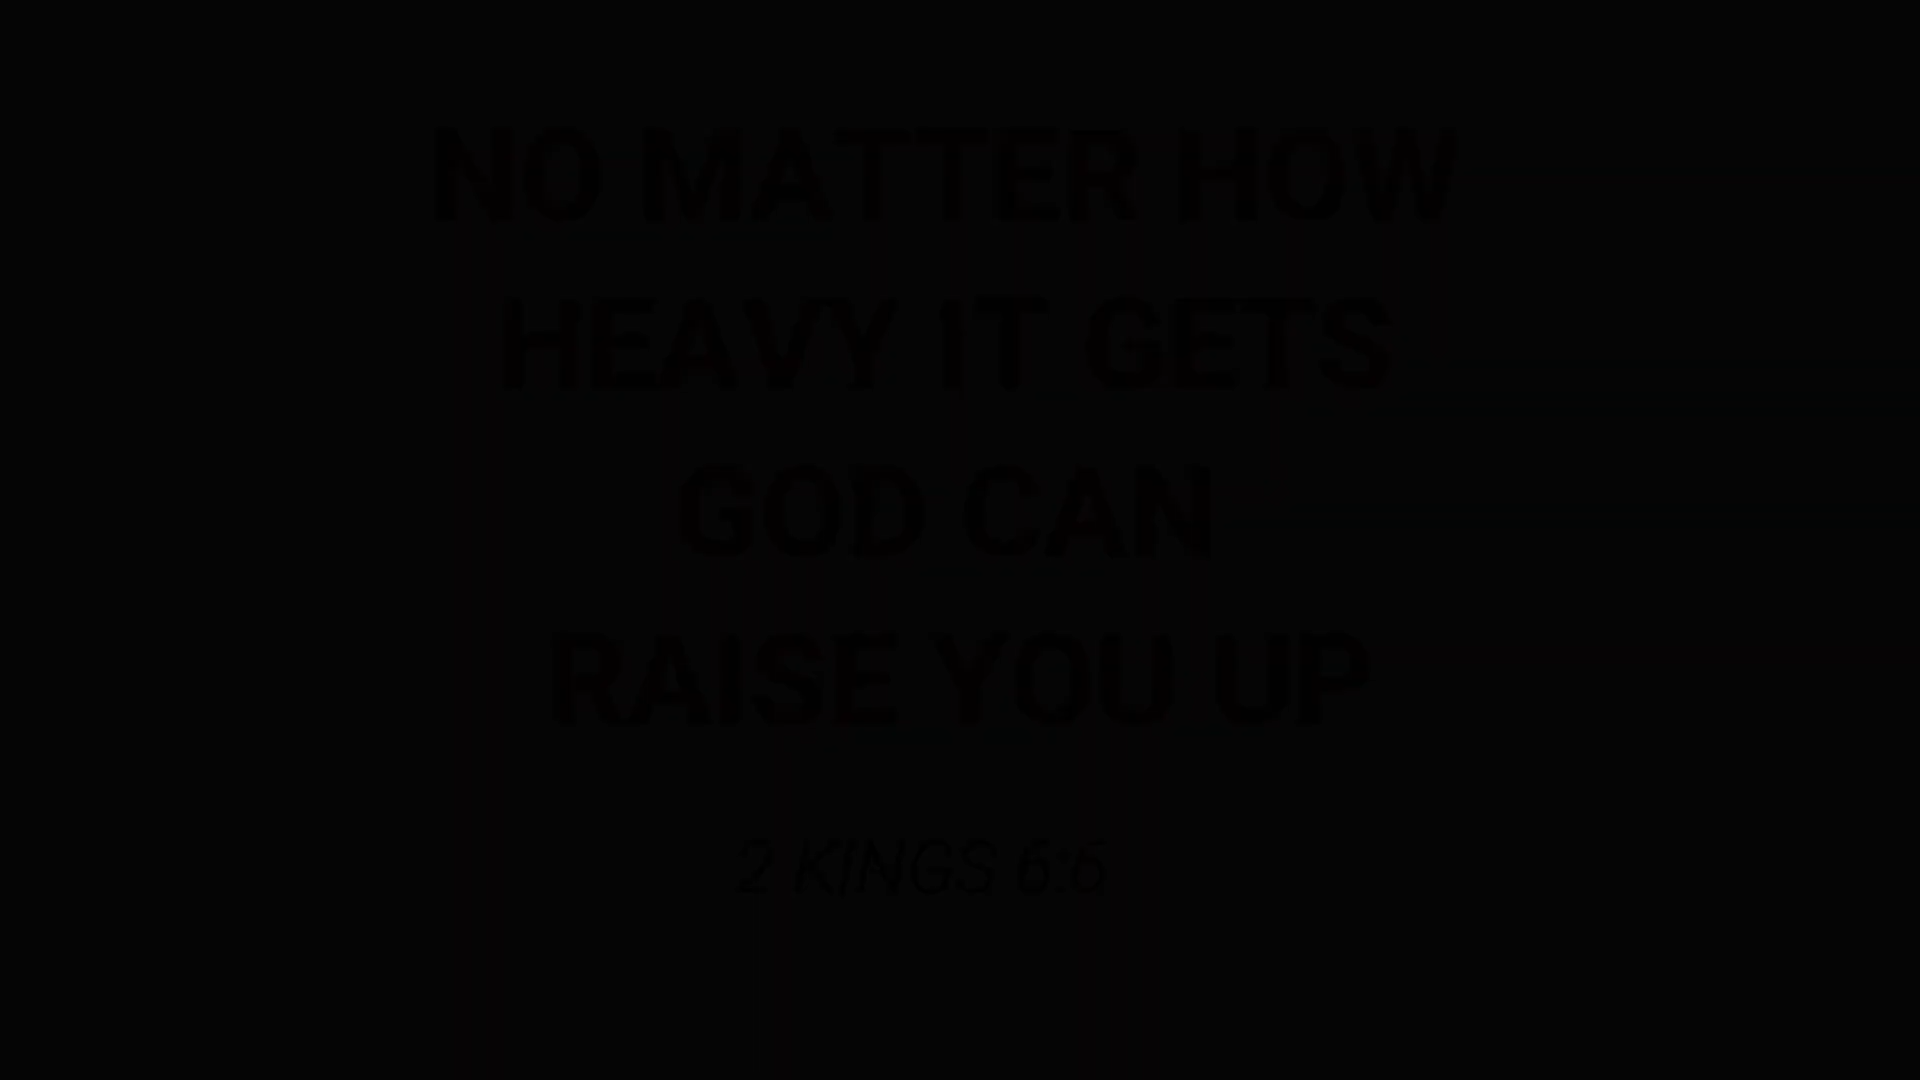 NO MATTER HOW
HEAVY IT GETS
GOD CAN
RAISE YOU UP
2 KINGS 6:6